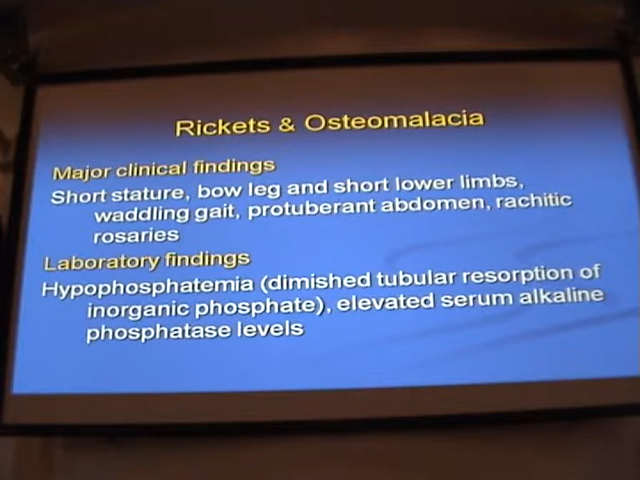 Rickets & Osteomalacia
Major clinical findings
Short stature, bow leg and short lower limbs,
waddling gait, protuberant abdomen, rachitic
rosaries
Laboratory findings
Hypophosphatemia (dimished tubular resorption of
inorganic phosphate), elevated serum alkaline
phosphatase levels